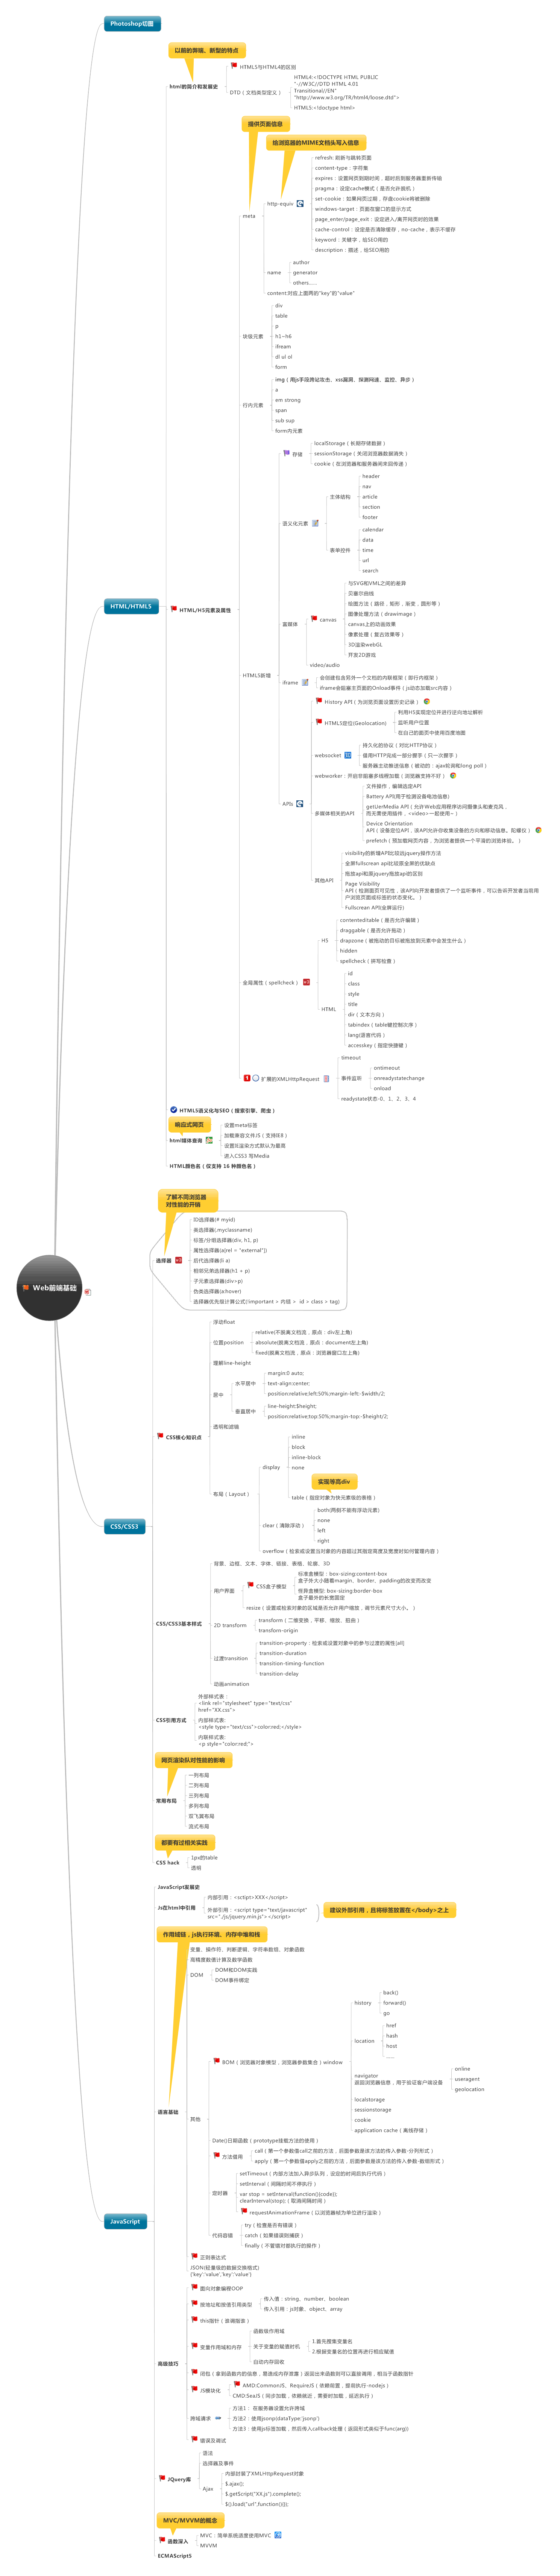 Photoshop切图
以前的弊端、新型的特点
HTML5与HTML4的区别
html的简介和发展史
HTML4:<!DOCTYPE HTML PUBLIC
"-//W3C//DTD HTML 4.01
Transitional//EN"
"http://www.w3.org/TR/html4/loose.dtd">
DTD（文档类型定义）
HTML5:<!doctype html>
提供页面信息
给浏览器的MIME文档头写入信息
refresh: 刷新与跳转页面
content-type：字符集
expires：设置网页到期时间，超时后到服务器重新传输
pragma：设定cache模式（是否允许脱机）
set-cookie：如果网页过期，存盘cookie将被删除
http-equiv
windows-target：页面在窗口的显示方式
meta
page_enter/page_exit：设定进入/离开网页时的效果
cache-control：设定是否清除缓存，no-cache，表示不缓存
keyword：关键字，给SEO用的
description：描述，给SEO用的
author
name
generator
others......
content:对应上面两的"key"的"value"
div
table
p
块级元素
h1~h6
ifream
dl ul ol
form
img（用js手段跨站攻击、xss漏洞、探测网速、监控、异步）
a
em strong
行内元素
span
sub sup
form内元素
localStorage（长期存储数据）
存储
sessionStorage（关闭浏览器数据消失）
cookie（在浏览器和服务器间来回传递）
header
nav
主体结构
article
section
footer
语义化元素
calendar
data
表单控件
time
url
search
与SVG和VML之间的差异
贝塞尔曲线
绘图方法（路径，矩形，渐变，圆形等）
图像处理方法（drawImage）
HTML/HTML5
HTML/H5元素及属性
富媒体
canvas
canvas上的动画效果
像素处理（复古效果等）
3D渲染webGL
开发2D游戏
video/audio
HTML5新增
iframe
会创建包含另外一个文档的内联框架（即行内框架）
iframe会阻塞主页面的Onload事件（js动态加载src内容）
History API（为浏览页面设置历史记录）
利用H5实现定位并进行逆向地址解析
HTML5定位(Geolocation)
监听用户位置
在自己的面页中使用百度地图
持久化的协议（对比HTTP协议）
websocket
借用HTTP完成一部分握手（只一次握手）
服务器主动推送信息（被动的：ajax轮询和long poll）
webworker：开启非阻塞多线程加载（浏览器支持不好）
文件操作，编辑选定API
Battery API(用于检测设备电池信息)
APIs
getUerMedia API（允许Web应用程序访问摄像头和麦克风，
而无需使用插件，<video>一起使用~）
多媒体相关的API
Device Orientation
API（设备定位API，该API允许你收集设备的方向和移动信息。陀螺仪）
prefetch（预加载网页内容，为浏览者提供一个平滑的浏览体验。）
visibility的新增API比较远jquery操作方法
全屏fullscrean api比较原全屏的优缺点
拖放api和原jquery拖放api的区别
其他API
Page Visibility
API（检测面页可见性，该API向开发者提供了一个监听事件，可以告诉开发者当前用
户浏览页面或标签的状态变化。）
Fullscrean API(全屏运行)
contenteditable（是否允许编辑）
draggable（是否允许拖动）
H5
drapzone（被拖动的目标被拖放到元素中会发生什么）
hidden
spellcheck（拼写检查）
全局属性（spellcheck）
id
class
style
title
HTML
dir（文本方向）
tabindex（table键控制次序）
lang(语言代码)
accesskey（指定快捷键）
timeout
ontimeout
扩展的XMLHttpRequest
事件监听
onreadystatechange
onload
readystate状态-0、1、2、3、4
HTML5语义化与SEO（搜索引擎、爬虫）
响应式网页
设置meta标签
html媒体查询
加载兼容文件JS（支持IE8）
设置IE渲染方式默认为最高
进入CSS3 写Media
HTML颜色名（仅支持 16 种颜色名）
了解不同浏览器
对性能的开销
ID选择器(# myid)
类选择器(.myclassname)
标签/分组选择器(div, h1, p)
属性选择器(a[rel = "external"])
选择器
后代选择器(li a)
相邻兄弟选择器(h1 + p)
子元素选择器(div>p)
伪类选择器(a:hover)
选择器优先级计算公式(!important > 内链 > id > class > tag)
Web前端基础
浮动float
relative(不脱离文档流，原点：div左上角)
位置position
absolute(脱离文档流，原点：document左上角)
fixed(脱离文档流，原点：浏览器窗口左上角)
理解line-height
margin:0 auto;
水平居中
text-align:center;
居中
position:relative;left:50%;margin-left:-$width/2;
垂直居中
line-height:$height;
position:relative;top:50%;margin-top:-$height/2;
透明和滤镜
CSS核心知识点
inline
block
display
inline-block
none
实现等高div
table（指定对象为快元素级的表格）
布局（Layout）
both(两侧不能有浮动元素)
clear（清除浮动）
none
left
right
overflow（检索或设置当对象的内容超过其指定高度及宽度时如何管理内容）
CSS/CSS3
背景、边框、文本、字体、链接、表格、轮廓、3D
标准盒模型：box-sizing:content-box
盒子外大小随着margin、border、padding的改变而改变
CSS盒子模型
怪异盒模型: box-sizing:border-box
盒子最外的长宽固定
用户界面
resize（设置或检索对象的区域是否允许用户缩放，调节元素尺寸大小。）
CSS/CSS3基本样式
2D transform
transform（二维变换，平移、缩放、扭曲）
transfrom-origin
transition-property：检索或设置对象中的参与过渡的属性|all|
过渡transition
transition-duration
transition-timing-function
transition-delay
动画animation
外部样式表：
<link rel="stylesheet" type="text/css"
href="XX.css">
CSS引用方式
内部样式表:
<style type="text/css">color:red;</style>
内联样式表:
<p style="color:red;">
网页渲染队对性能的影响
一列布局
二列布局
三列布局
常用布局
多列布局
双飞翼布局
流式布局
都要有过相关实践
CSS hack
1px的table
透明
JavaScript发展史
Js在html中引用
内部引用：<sctipt>XXX</script>
外部引用：<script type="text/javascript"
src="./js/jquery.min.js"></script>
建议外部引用，且将标签放置在</body>之上
作用域链，js执行环境、内存中堆和栈
变量、操作符、判断逻辑、字符串数组、对象函数
高精度数值计算及数学函数
DOM
DOM和DOM实践
DOM事件绑定
back()
history
forward()
go
href
location
hash
host
......
BOM（浏览器对象模型，浏览器参数集合）window
navigator
返回浏览器信息，用于验证客户端设备
online
useragent
geolocation
localstorage
sessionstorage
cookie
application cache（离线存储）
语言基础
其他
Date()日期函数（prototype挂载方法的使用）
方法借用
call（第一个参数值call之前的方法，后面参数是该方法的传入参数-分列形式）
apply（第一个参数值apply之前的方法，后面参数是该方法的传入参数-数组形式）
setTimeout（内部方法加入异步队列，设定的时间后执行代码）
setInterval（间隔时间不停执行）
定时器
var stop = setInterval(function(){code});
clearInterval(stop);（取消间隔时间）
requestAnimationFrame（以浏览器帧为单位进行渲染）
JavaScript
try（检查是否有错误）
代码容错
catch（如果错误则捕获）
finally（不管错对都执行的操作）
正则表达式
JSON(轻量级的数据交换格式)
{'key':'value','key':'value'}
面向对象编程OOP
按地址和按值引用类型
传入值：string、number、boolean
传入引用：js对象、object、array
this指针（查调指发）
函数级作用域
变量作用域和内存
关于变量的赋值时机
1.首先搜集变量名
2.根据变量名的位置再进行相应赋值
自动内存回收
高级技巧
闭包（拿到函数内的信息，易造成内存泄露）返回出来函数则可以直接调用，相当于函数指针
JS模块化
AMD:CommonJS、RequireJS（依赖前置，提前执行-nodejs）
CMD:SeaJS（同步加载，依赖就近，需要时加载，延迟执行）
方法1：在服务器设置允许跨域
跨域请求
方法2：使用jsonp(dataType:'jsonp')
方法3：使用js标签加载，然后传入callback处理（返回形式类似于func(arg)）
错误及调试
语法
选择器及事件
JQuery库
内部封装了XMLHttpRequest对象
$.ajax();
Ajax
$.getScript("XX.js").complete();
$().load("url",function(){});
MVC/MVVM的概念
函数深入
MVC：简单系统适度使用MVC
MVVM
ECMAScript5